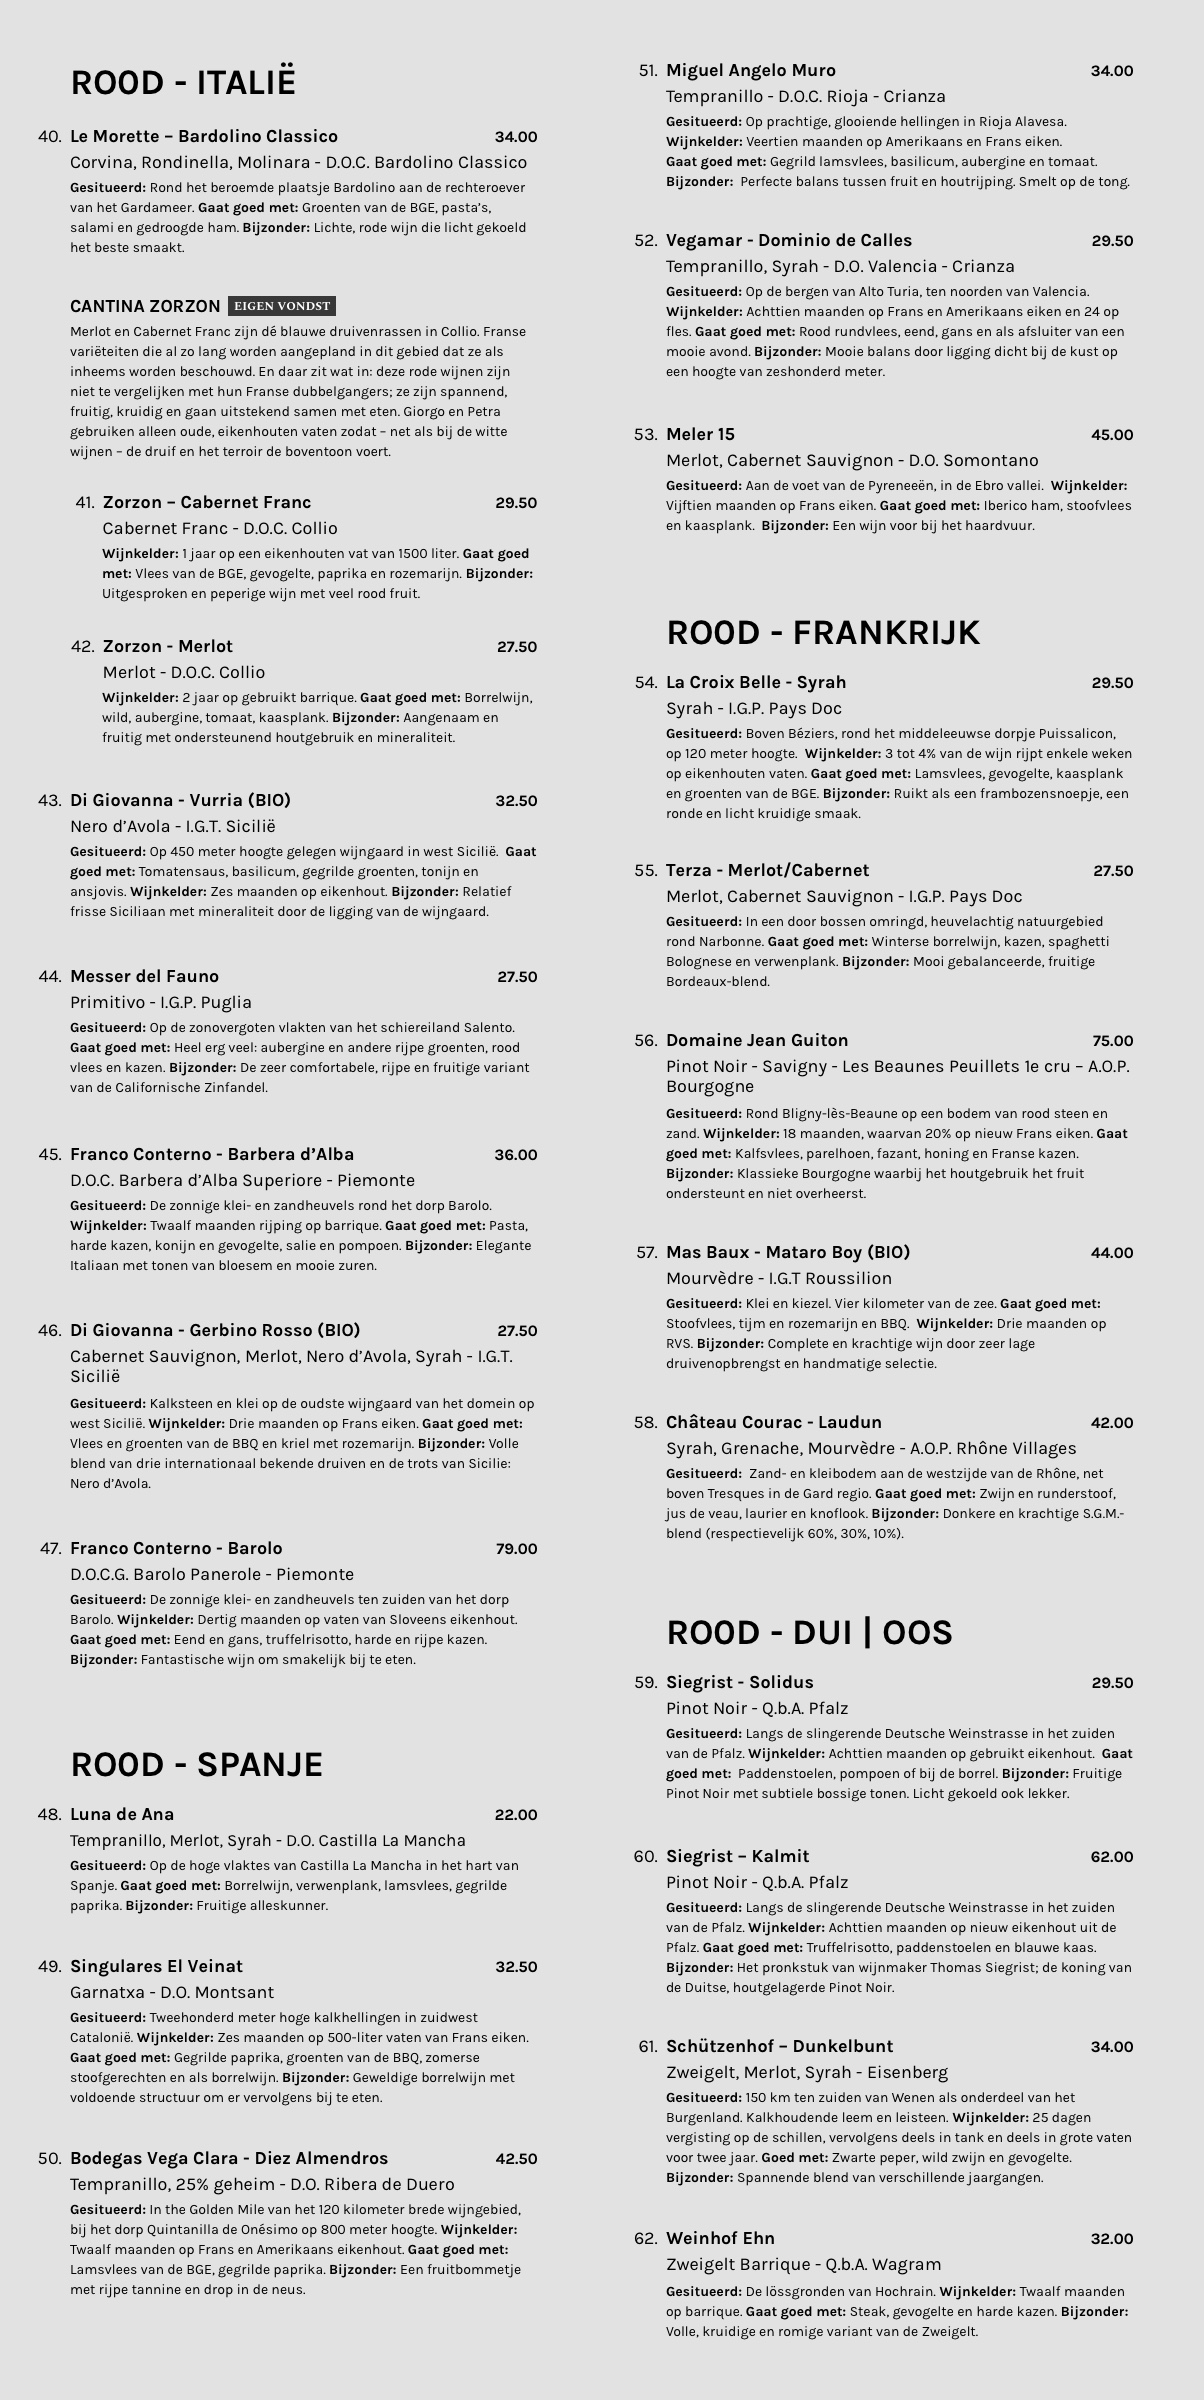 ROOD - ITALIË
40. Le Morette – Bardolino Classico 34.00
Corvina, Rondinella, Molinara - D.O.C. Bardolino Classico
Gesitueerd: Rond het beroemde plaatsje Bardolino aan de rechteroever
van het Gardameer. Gaat goed met: Groenten van de BGE, pasta's,
salami en gedroogde ham. Bijzonder: Lichte, rode wijn die licht gekoeld
het beste smaakt.
CANTINA ZORZON EIGEN VONDST
Merlot en Cabernet Franc zijn dé blauwe druivenrassen in Collio. Franse
variëteiten die al zo lang worden aangepland in dit gebied dat ze als
inheems worden beschouwd. En daar zit wat in: deze rode wijnen zijn
niet te vergelijken met hun Franse dubbelgangers; ze zijn spannend,
fruitig, kruidig en gaan uitstekend samen met eten. Giorgo en Petra
gebruiken alleen oude, eikenhouten vaten zodat – net als bij de witte
wijnen – de druif en het terroir de boventoon voert.
41. Zorzon – Cabernet Franc 29.50
Cabernet Franc - D.O.C. Collio
Wijnkelder: 1 jaar op een eikenhouten vat van 1500 liter. Gaat goed
met: Vlees van de BGE, gevogelte, paprika en rozemarijn. Bijzonder:
Uitgesproken en peperige wijn met veel rood fruit.
42. Zorzon - Merlot 27.50
Merlot - D.O.C. Collio
Wijnkelder: 2 jaar op gebruikt barrique. Gaat goed met: Borrelwijn,
wild, aubergine, tomaat, kaasplank. Bijzonder: Aangenaam en
fruitig met ondersteunend houtgebruik en mineraliteit.
43. Di Giovanna - Vurria (BIO) 32.50
Nero d'Avola - I.G.T. Sicilië
Gesitueerd: Op 450 meter hoogte gelegen wijngaard in west Sicilië. Gaat
goed met: Tomatensaus, basilicum, gegrilde groenten, tonijn en
ansjovis. Wijnkelder: Zes maanden op eikenhout. Bijzonder: Relatief
frisse Siciliaan met mineraliteit door de ligging van de wijngaard.
44. Messer del Fauno 27.50
Primitivo - I.G.P. Puglia
Gesitueerd: Op de zonovergoten vlakten van het schiereiland Salento.
Gaat goed met: Heel erg veel: aubergine en andere rijpe groenten, rood
vlees en kazen. Bijzonder: De zeer comfortabele, rijpe en fruitige variant
van de Californische Zinfandel.
45. Franco Conterno - Barbera d'Alba 36.00
D.O.C. Barbera d'Alba Superiore - Piemonte
Gesitueerd: De zonnige klei- en zandheuvels rond het dorp Barolo.
Wijnkelder: Twaalf maanden rijping op barrique. Gaat goed met: Pasta,
harde kazen, konijn en gevogelte, salie en pompoen. Bijzonder: Elegante
Italiaan met tonen van bloesem en mooie zuren.
46. Di Giovanna - Gerbino Rosso (BIO) 27.50
Cabernet Sauvignon, Merlot, Nero d'Avola, Syrah - I.G.T.
Sicilië
Gesitueerd: Kalksteen en klei op de oudste wijngaard van het domein op
west Sicilië. Wijnkelder: Drie maanden op Frans eiken. Gaat goed met:
Vlees en groenten van de BBQ en kriel met rozemarijn. Bijzonder: Volle
blend van drie internationaal bekende druiven en de trots van Sicilie:
Nero d'Avola.
47. Franco Conterno - Barolo 79.00
D.O.C.G. Barolo Panerole - Piemonte
Gesitueerd: De zonnige klei- en zandheuvels ten zuiden van het dorp
Barolo. Wijnkelder: Dertig maanden op vaten van Sloveens eikenhout.
Gaat goed met: Eend en gans, truffelrisotto, harde en rijpe kazen.
Bijzonder: Fantastische wijn om smakelijk bij te eten.
ROOD - SPANJE
48. Luna de Ana 22.00
Tempranillo, Merlot, Syrah - D.O. Castilla La Mancha
Gesitueerd: Op de hoge vlaktes van Castilla La Mancha in het hart van
Spanje. Gaat goed met: Borrelwijn, verwenplank, lamsvlees, gegrilde
paprika. Bijzonder: Fruitige alleskunner.
49. Singulares El Veinat 32.50
Garnatxa - D.O. Montsant
Gesitueerd: Tweehonderd meter hoge kalkhellingen in zuidwest
Catalonië. Wijnkelder: Zes maanden op 500-liter vaten van Frans eiken.
Gaat goed met: Gegrilde paprika, groenten van de BBQ, zomerse
stoofgerechten en als borrelwijn. Bijzonder: Geweldige borrelwijn met
voldoende structuur om er vervolgens bij te eten.
50. Bodegas Vega Clara - Diez Almendros 42.50
Tempranillo, 25% geheim - D.O. Ribera de Duero
Gesitueerd: In the Golden Mile van het 120 kilometer brede wijngebied,
bij het dorp Quintanilla de Onésimo op 800 meter hoogte. Wijnkelder:
Twaalf maanden op Frans en Amerikaans eikenhout. Gaat goed met:
Lamsvlees van de BGE, gegrilde paprika. Bijzonder: Een fruitbommetje
met rijpe tannine en drop in de neus.
51. Miguel Angelo Muro 34.00
Tempranillo - D.O.C. Rioja - Crianza
Gesitueerd: Op prachtige, glooiende hellingen in Rioja Alavesa.
Wijnkelder: Veertien maanden op Amerikaans en Frans eiken.
Gaat goed met: Gegrild lamsvlees, basilicum, aubergine en tomaat.
Bijzonder: Perfecte balans tussen fruit en houtrijping. Smelt op de tong.
52. Vegamar - Dominio de Calles 29.50
Tempranillo, Syrah - D.O. Valencia - Crianza
Gesitueerd: Op de bergen van Alto Turia, ten noorden van Valencia.
Wijnkelder: Achttien maanden op Frans en Amerikaans eiken en 24 op
fles. Gaat goed met: Rood rundvlees, eend, gans en als afsluiter van een
mooie avond. Bijzonder: Mooie balans door ligging dicht bij de kust op
een hoogte van zeshonderd meter.
53. Meler 15 45.00
Merlot, Cabernet Sauvignon - D.O. Somontano
Gesitueerd: Aan de voet van de Pyreneeën, in de Ebro vallei. Wijnkelder:
Vijftien maanden op Frans eiken. Gaat goed met: Iberico ham, stoofvlees
en kaasplank. Bijzonder: Een wijn voor bij het haardvuur.
ROOD - FRANKRIJK
54. La Croix Belle - Syrah 29.50
Syrah - I.G.P. Pays Doc
Gesitueerd: Boven Béziers, rond het middeleeuwse dorpje Puissalicon,
op 120 meter hoogte. Wijnkelder: 3 tot 4% van de wijn rijpt enkele weken
op eikenhouten vaten. Gaat goed met: Lamsvlees, gevogelte, kaasplank
en groenten van de BGE. Bijzonder: Ruikt als een frambozensnoepje, een
ronde en licht kruidige smaak.
55. Terza - Merlot/Cabernet 27.50
Merlot, Cabernet Sauvignon - I.G.P. Pays Doc
Gesitueerd: In een door bossen omringd, heuvelachtig natuurgebied
rond Narbonne. Gaat goed met: Winterse borrelwijn, kazen, spaghetti
Bolognese en verwenplank. Bijzonder: Mooi gebalanceerde, fruitige
Bordeaux-blend.
56. Domaine Jean Guiton 75.00
Pinot Noir - Savigny - Les Beaunes Peuillets 1e cru – A.O.P.
Bourgogne
Gesitueerd: Rond Bligny-lès-Beaune op een bodem van rood steen en
zand. Wijnkelder: 18 maanden, waarvan 20% op nieuw Frans eiken. Gaat
goed met: Kalfsvlees, parelhoen, fazant, honing en Franse kazen.
Bijzonder: Klassieke Bourgogne waarbij het houtgebruik het fruit
ondersteunt en niet overheerst.
57. Mas Baux - Mataro Boy (BIO) 44.00
Mourvèdre - I.G.T Roussilion
Gesitueerd: Klei en kiezel. Vier kilometer van de zee. Gaat goed met:
Stoofvlees, tijm en rozemarijn en BBQ. Wijnkelder: Drie maanden op
RVS. Bijzonder: Complete en krachtige wijn door zeer lage
druivenopbrengst en handmatige selectie.
58. Château Courac - Laudun 42.00
Syrah, Grenache, Mourvèdre - A.O.P. Rhône Villages
Gesitueerd: Zand- en kleibodem aan de westzijde van de Rhône, net
boven Tresques in de Gard regio. Gaat goed met: Zwijn en runderstoof,
jus de veau, laurier en knoflook. Bijzonder: Donkere en krachtige S.G.M.-
blend (respectievelijk 60%, 30%, 10%).
ROOD - DUI | OOS
59. Siegrist - Solidus 29.50
Pinot Noir - Q.b.A. Pfalz
Gesitueerd: Langs de slingerende Deutsche Weinstrasse in het zuiden
van de Pfalz. Wijnkelder: Achttien maanden op gebruikt eikenhout. Gaat
goed met: Paddenstoelen, pompoen of bij de borrel. Bijzonder: Fruitige
Pinot Noir met subtiele bossige tonen. Licht gekoeld ook lekker.
60. Siegrist – Kalmit 62.00
Pinot Noir - Q.b.A. Pfalz
Gesitueerd: Langs de slingerende Deutsche Weinstrasse in het zuiden
van de Pfalz. Wijnkelder: Achttien maanden op nieuw eikenhout uit de
Pfalz. Gaat goed met: Truffelrisotto, paddenstoelen en blauwe kaas.
Bijzonder: Het pronkstuk van wijnmaker Thomas Siegrist; de koning van
de Duitse, houtgelagerde Pinot Noir.
61. Schützenhof – Dunkelbunt 34.00
Zweigelt, Merlot, Syrah - Eisenberg
Gesitueerd: 150 km ten zuiden van Wenen als onderdeel van het
Burgenland. Kalkhoudende leem en leisteen. Wijnkelder: 25 dagen
vergisting op de schillen, vervolgens deels in tank en deels in grote vaten
voor twee jaar. Goed met: Zwarte peper, wild zwijn en gevogelte.
Bijzonder: Spannende blend van verschillende jaargangen.
62. Weinhof Ehn 32.00
Zweigelt Barrique - Q.b.A. Wagram
Gesitueerd: De lössgronden van Hochrain. Wijnkelder: Twaalf maanden
op barrique. Gaat goed met: Steak, gevogelte en harde kazen. Bijzonder:
Volle, kruidige en romige variant van de Zweigelt.